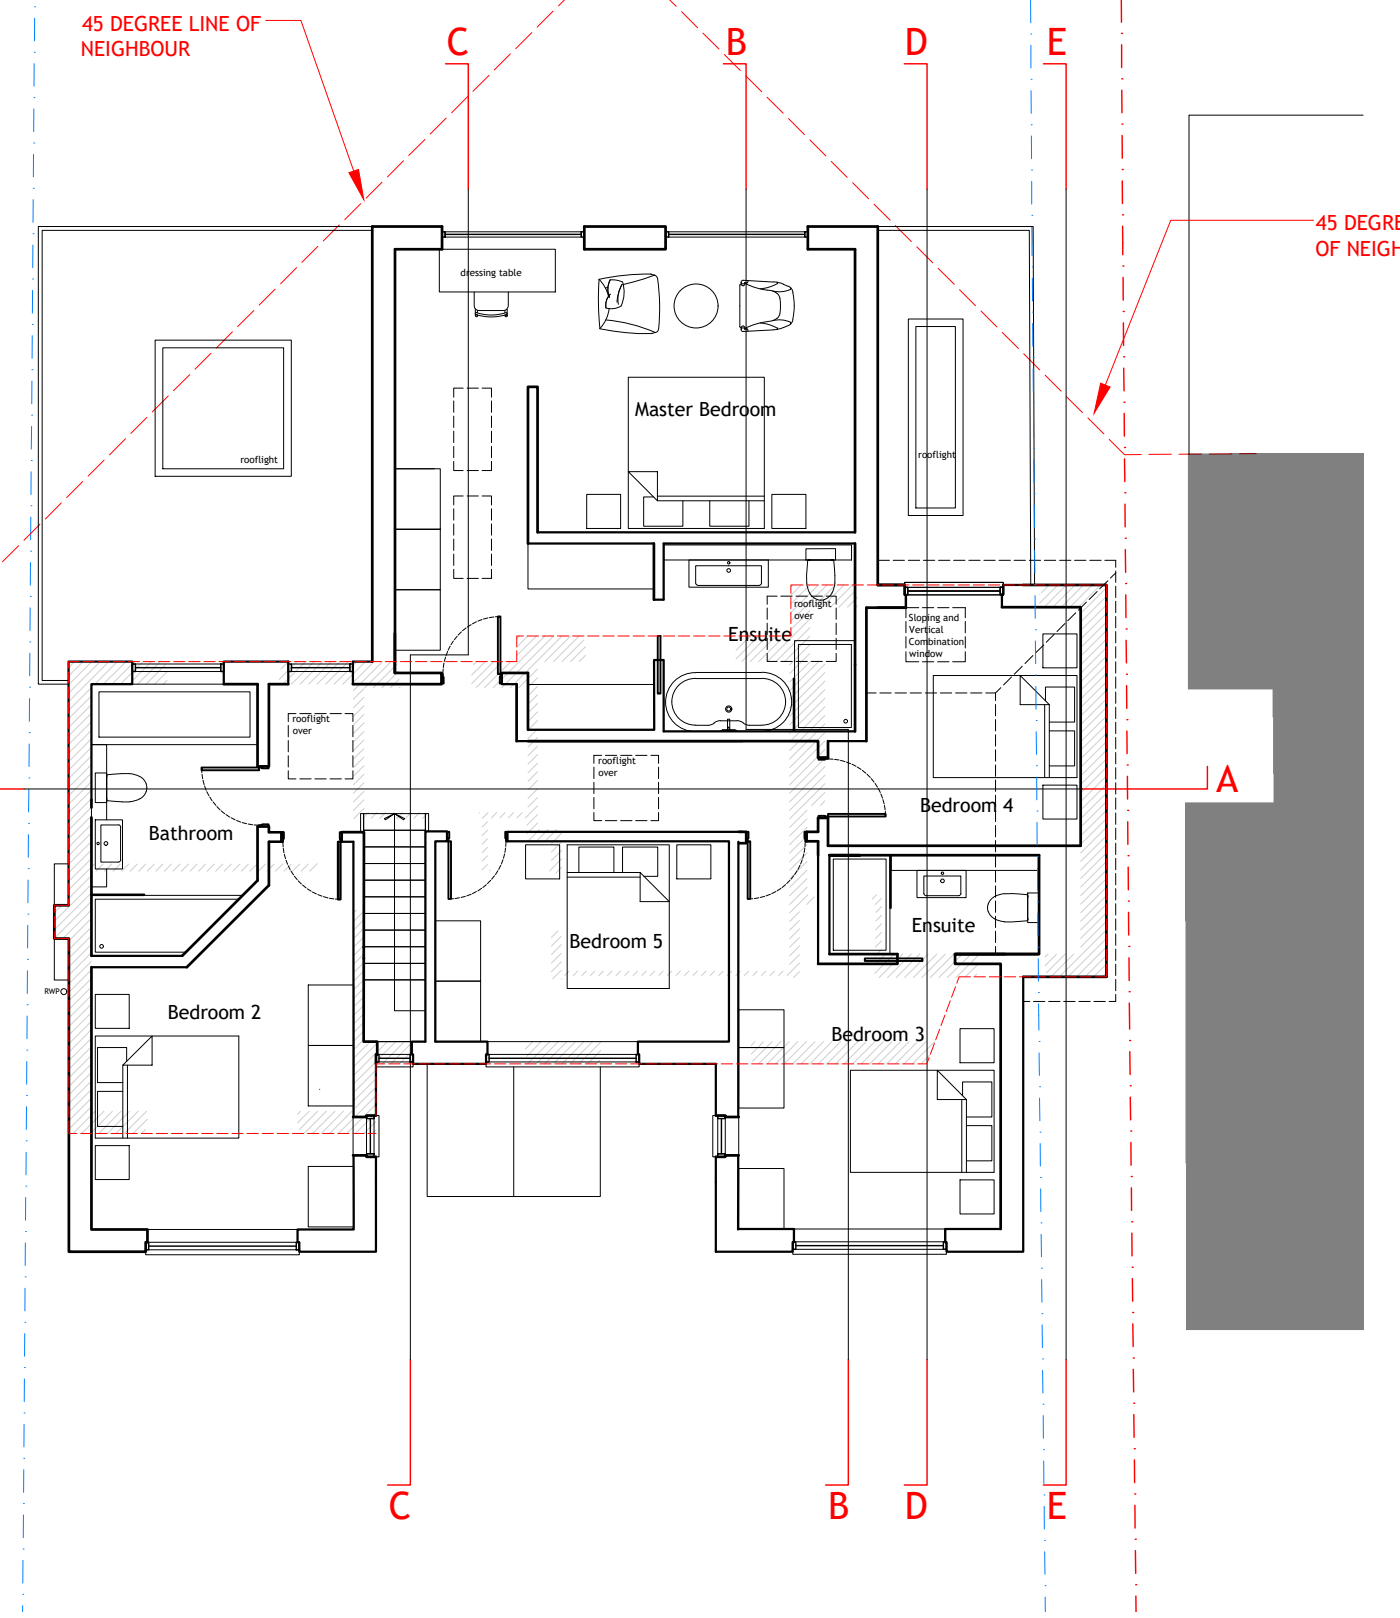 45 DEGREE LINE OF
NEIGHBOUR
C
B
D
E
45 DEGRE
OF NEIGH
dressing table
Master Bedroom
rooflight
rooflight
rooflight
over
Ensuite
Sloping and
Vertical
Combination
window
rooflight
over
rooflight
over
A
Bedroom 4
Bathroom
Ensuite
Bedroom 5
RWP
Bedroom 2
Bedroom 3
C
B
D
E